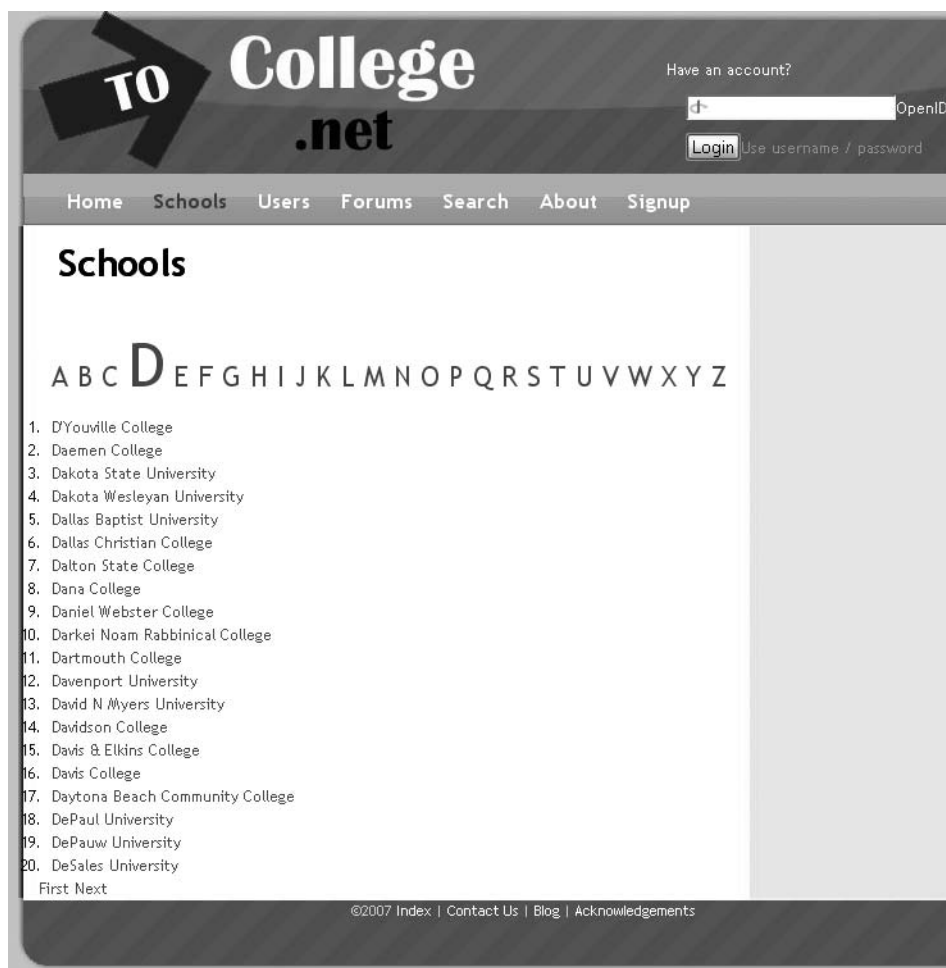 TO College
.net
Have an account?
OpenID
Login Use username / password
Home Schools Users Forums Search About Signup
Schools
A B C D E F G H I J K L M N O P Q R S T U V W X Y Z
1. D'Youville College
2. Daemen College
3. Dakota State University
4. Dakota Wesleyan University
5. Dallas Baptist University
6. Dallas Christian College
7. Dalton State College
8. Dana College
9. Daniel Webster College
10. Darkei Noam Rabbinical College
11. Dartmouth College
12. Davenport University
13. David N Myers University
14. Davidson College
15. Davis & Elkins College
16. Davis College
17. Daytona Beach Community College
18. DePaul University
19. DePauw University
20. DeSales University
First Next
©2007 Index | Contact Us | Blog | Acknowledgements